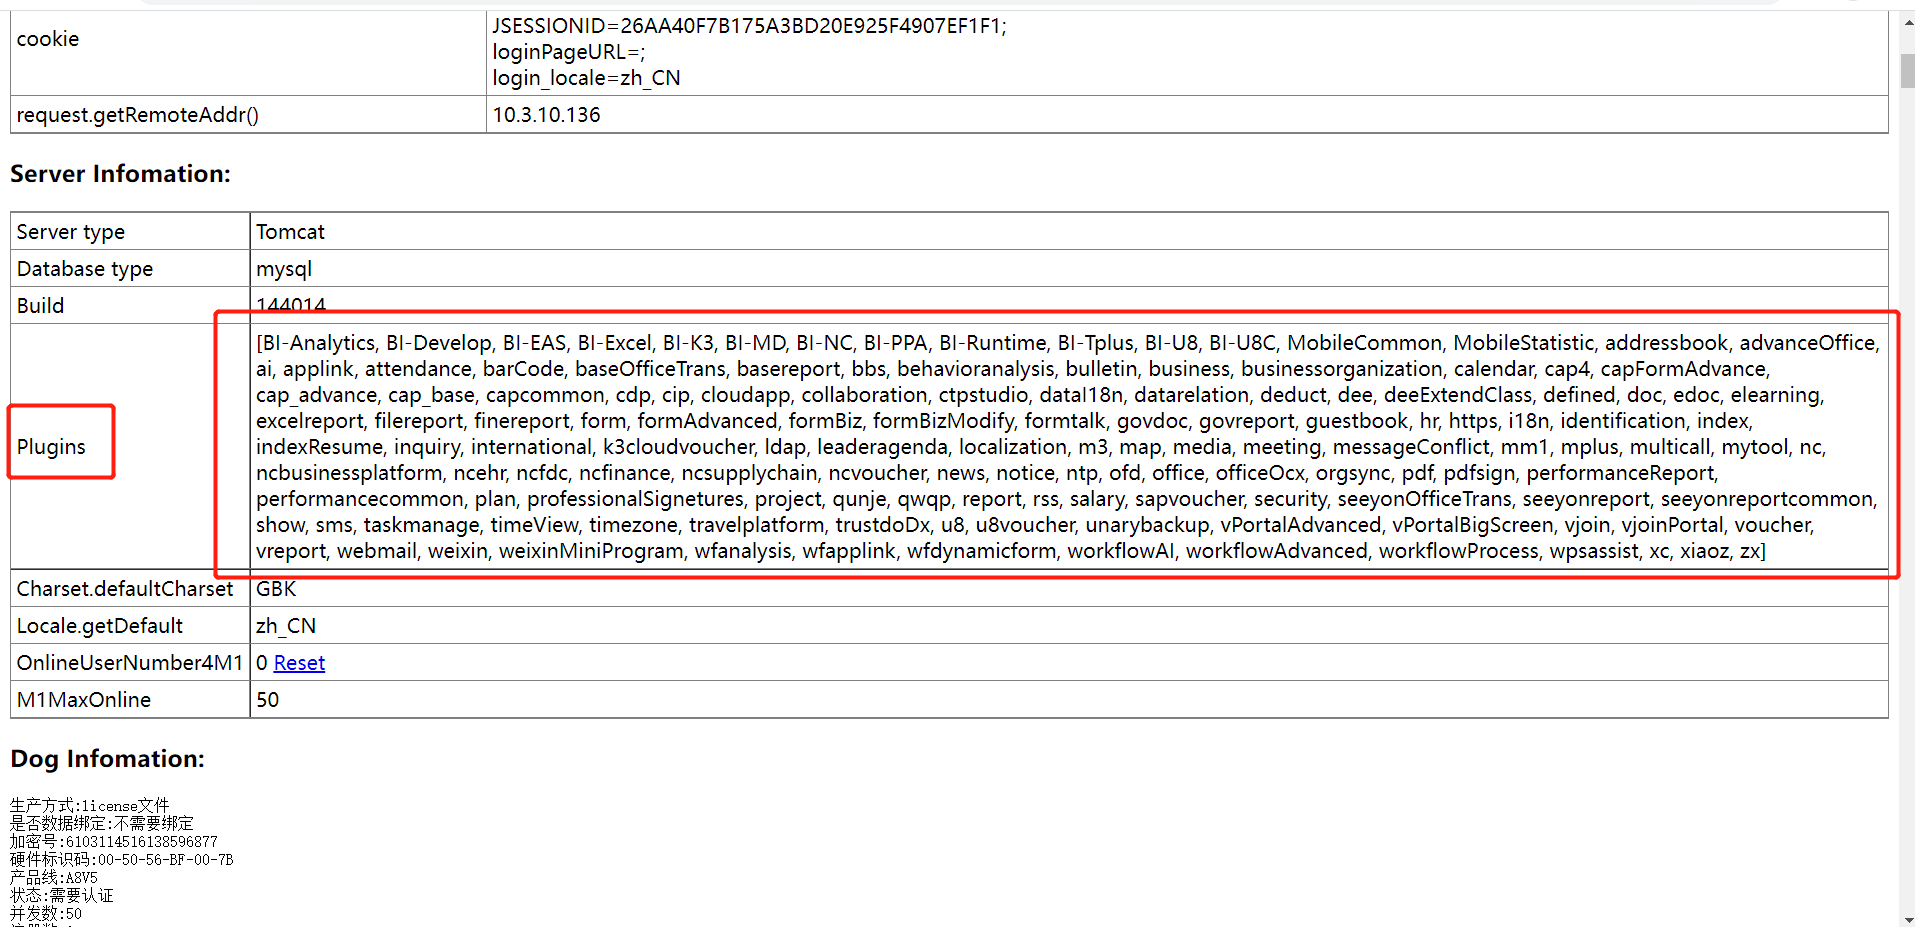 cookie
JSESSIONID=26AA40F7B175A3BD20E925F4907EF1F1;
loginPageURL=;
login_locale=zh_CN
request.getRemoteAddr()
10.3.10.136
Server Infomation:
Server type
Tomcat
Database type
mysql
Build
144014
Plugins
[BI-Analytics, BI-Develop, BI-EAS, BI-Excel, BI-K3, BI-MD, BI-NC, BI-PPA, BI-Runtime, BI-Tplus, BI-U8, BI-U8C, MobileCommon, MobileStatistic, addressbook, advanceOffice,
ai, applink, attendance, barCode, baseOfficeTrans, basereport, bbs, behavioranalysis, bulletin, business, businessorganization, calendar, cap4, capFormAdvance,
cap_advance, cap_base, capcommon, cdp, cip, cloudapp, collaboration, ctpstudio, dataI18n, datarelation, deduct, dee, deeExtendClass, defined, doc, edoc, elearning,
excelreport, filereport, finereport, form, formAdvanced, formBiz, formBizModify, formtalk, govdoc, govreport, guestbook, hr, https, i18n, identification, index,
indexResume, inquiry, international, k3cloudvoucher, ldap, leaderagenda, localization, m3, map, media, meeting, messageConflict, mm1, mplus, multicall, mytool, nc,
ncbusinessplatform, ncehr, ncfdc, ncfinance, ncsupplychain, ncvoucher, news, notice, ntp, ofd, office, officeOcx, orgsync, pdf, pdfsign, performanceReport,
performancecommon, plan, professionalSignetures, project, qunje, qwqp, report, rss, salary, sapvoucher, security, seeyonOfficeTrans, seeyonreport, seeyonreportcommon,
show, sms, taskmanage, timeView, timezone, travelplatform, trustdoDx, u8, u8voucher, unarybackup, vPortalAdvanced, vPortalBigScreen, vjoin, vjoinPortal, voucher,
vreport, webmail, weixin, weixinMiniProgram, wfanalysis, wfapplink, wfdynamicform, workflowAI, workflowAdvanced, workflowProcess, wpsassist, xc, xiaoz, zx]
Charset.defaultCharset
GBK
Locale.getDefault
zh_CN
OnlineUserNumber4M1
0 Reset
M1MaxOnline
50
Dog Infomation:
生产方式:license文件
是否数据绑定:不需要绑定
加密号:6103114516138596877
硬件标识码:00-50-56-BF-00-7B
产品线:A8V5
状态:需要认证
并发数:50